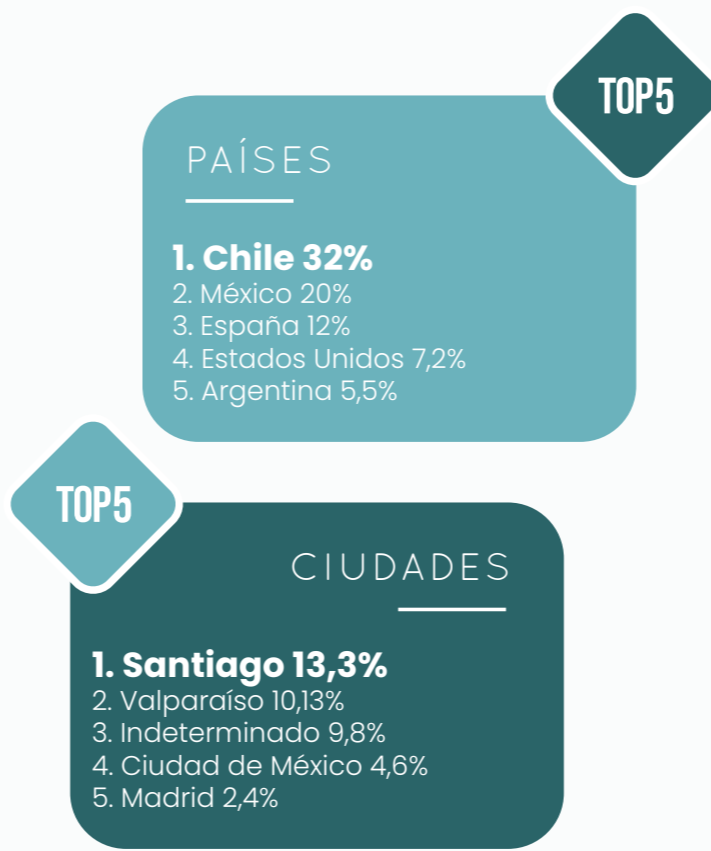 TOP5
PAÍSES
1. Chile 32%
2. México 20%
3. España 12%
4. Estados Unidos 7,2%
5. Argentina 5,5%
TOP5
CIUDADES
1. Santiago 13,3%
2. Valparaíso 10,13%
3. Indeterminado 9,8%
4. Ciudad de México 4,6%
5. Madrid 2,4%